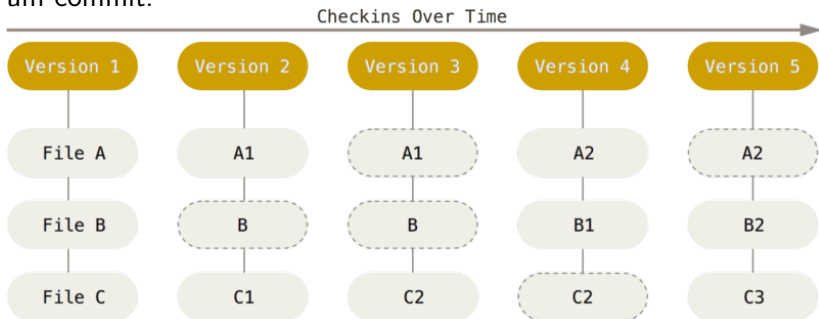 um commit.
Checkins Over Time
Version 1 Version 2 Version 3 Version 4 Version 5
File A A1 A1 A2 A2
File B B B B1 B2
File C C1 C2 C2 C3